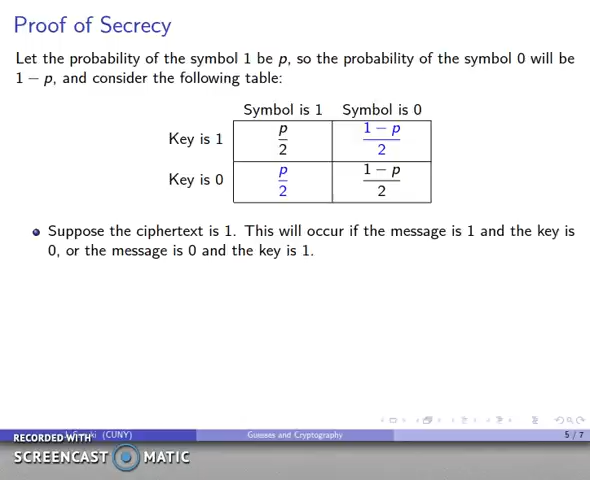 Proof of Secrecy
Let the probability of the symbol 1 be p, so the probability of the symbol 0 will be
1 − p, and consider the following table:
Symbol is 1 Symbol is 0
Key is 1 p/2 (1 − p)/2
Key is 0 p/2 (1 − p)/2
Suppose the ciphertext is 1. This will occur if the message is 1 and the key is
0, or the message is 0 and the key is 1.
(CUNY) Guesses and Cryptography 5 / 7
RECORDED WITH
SCREENCAST MATIC